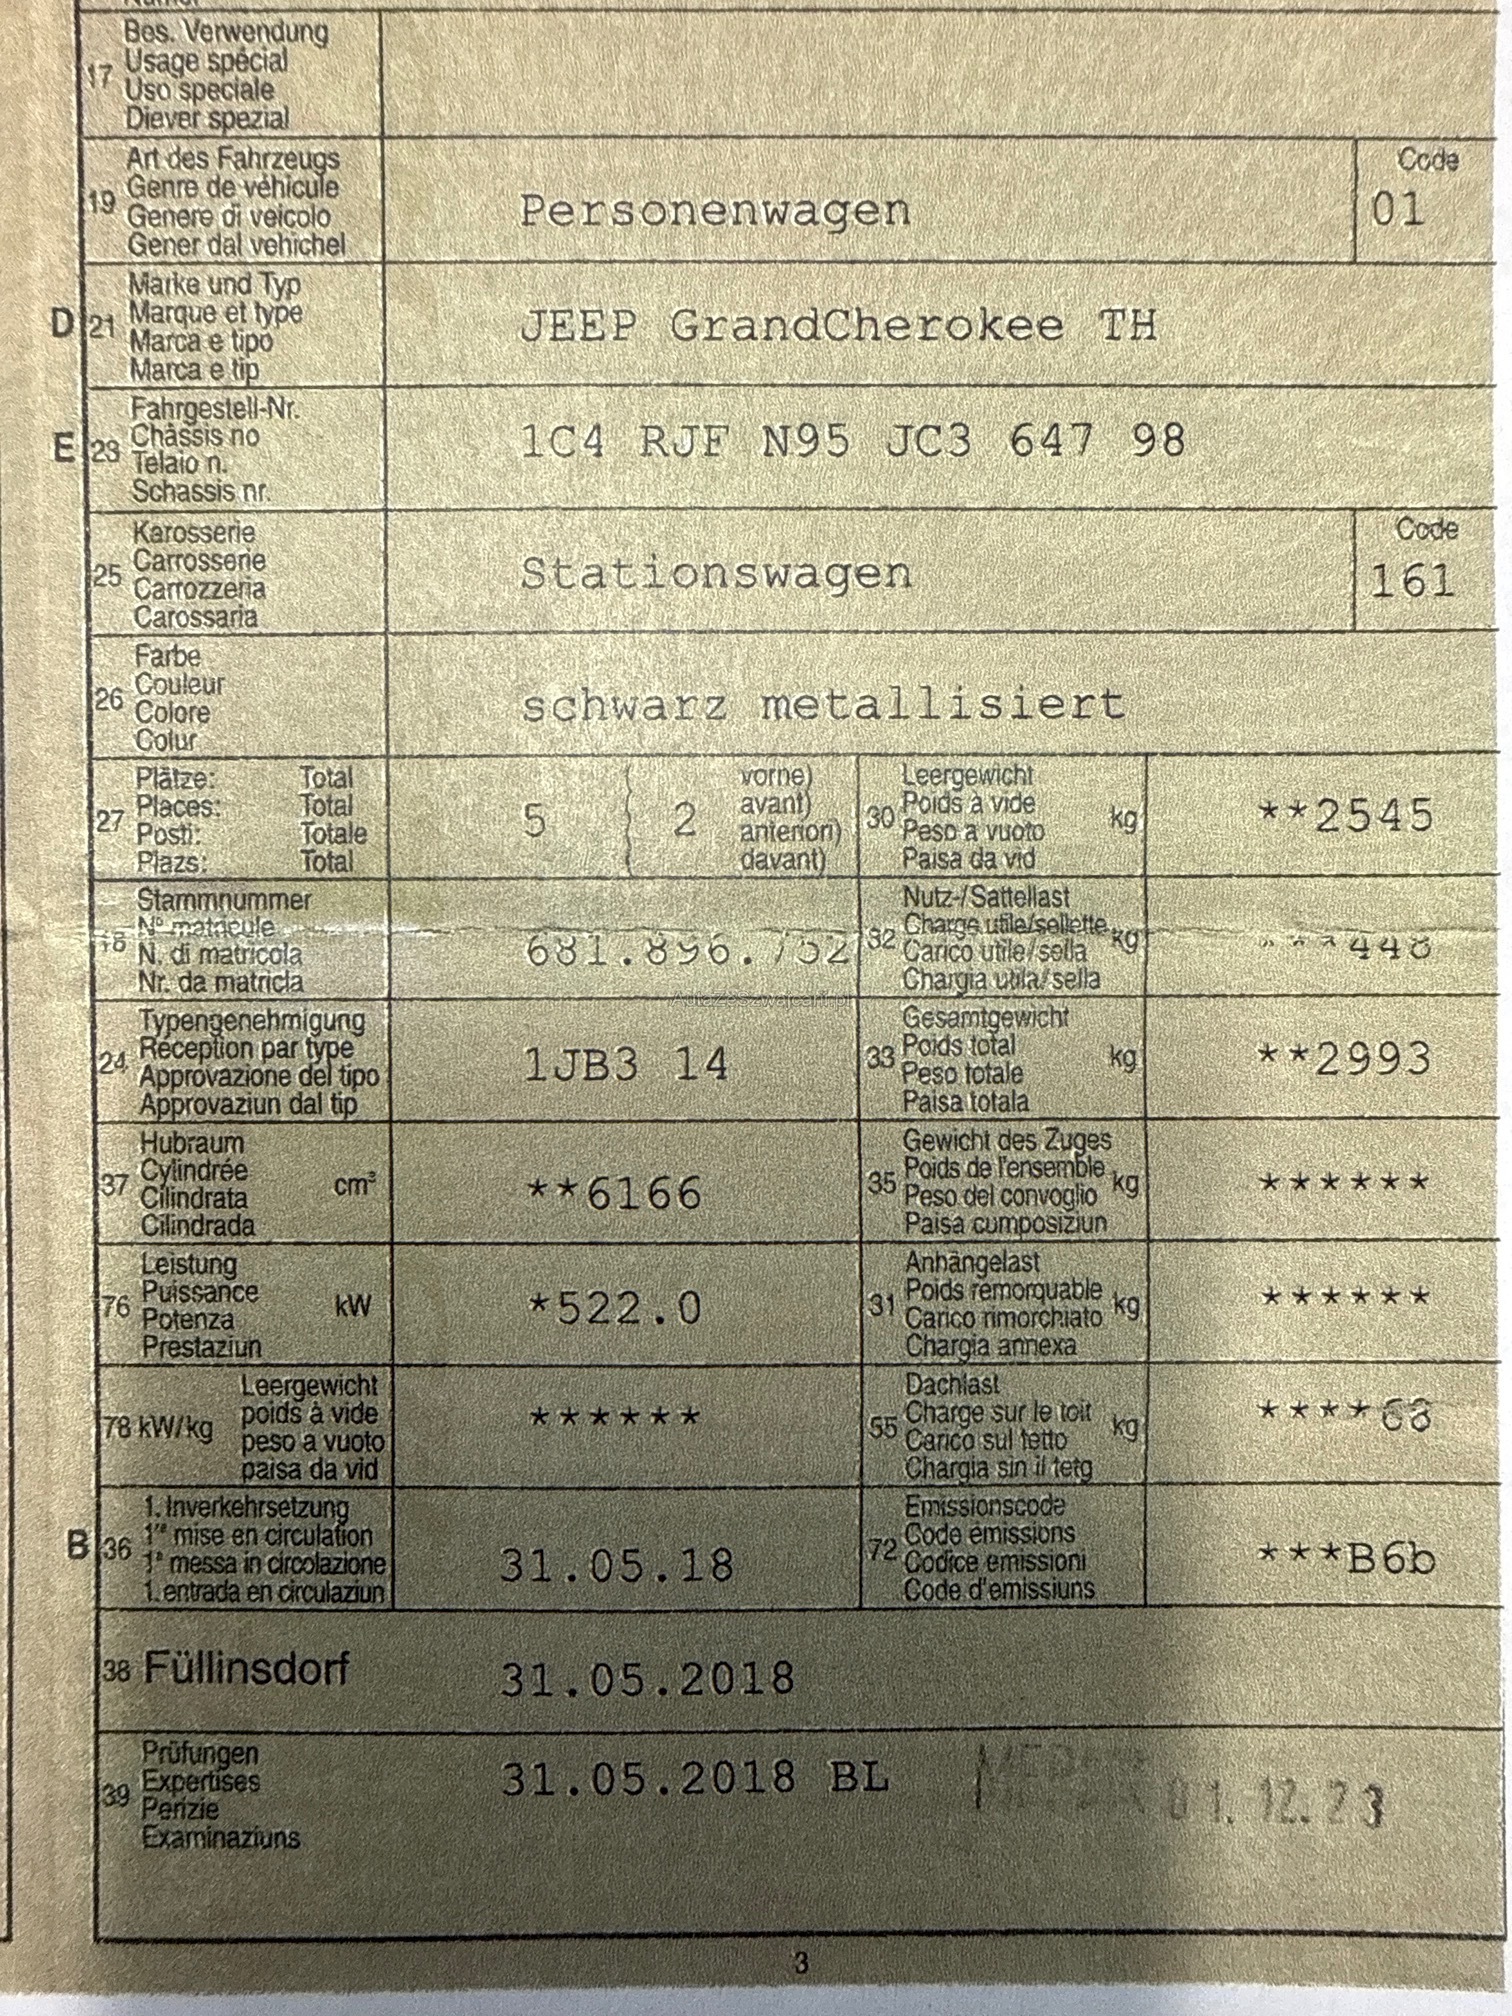 17 Bes. Verwendung
Usage spécial
Uso speciale
Diever spezial
19 Art des Fahrzeugs
Genre de véhicule
Genere di veicolo
Gener dal vehichel
Personenwagen
Code
01
D 21 Marke und Typ
Marque et type
Marca e tipo
Marca e tip
JEEP GrandCherokee TH
E 23 Fahrgestell-Nr.
Châssis no
Telaio n.
Schassis nr.
1C4 RJF N95 JC3 647 98
25 Karosserie
Carrosserie
Carrozzeria
Carossaria
Stationswagen
Code
161
26 Farbe
Couleur
Colore
Colur
schwarz metallisiert
27 Plätze: Total
Places: Total
Posti: Totale
Plazs: Total
5 ( 2 vorne)
avant)
anteriori)
davant)
30 Leergewicht
Poids à vide
Peso a vuoto
Paisa da vid
kg
**2545
18 Stammnummer
N° matricule
N. di matricola
Nr. da matricla
681.896.752
32 Nutz-/Sattellast
Charge utile/sellette
Carico utile/sella
Chargia utila/sella
kg
***448
24 Typengenehmigung
Réception par type
Approvazione del tipo
Approvaziun dal tip
1JB3 14
33 Gesamtgewicht
Poids total
Peso totale
Paisa totala
kg
**2993
37 Hubraum
Cylindrée
Cilindrata
Cilindrada
cm³
**6166
35 Gewicht des Zuges
Poids de l'ensemble
Peso del convoglio
Paisa cumposiziun
kg
******
76 Leistung
Puissance
Potenza
Prestaziun
kW
*522.0
31 Anhängelast
Poids remorquable
Carico rimorchiato
Chargia annexa
kg
******
78 kW/kg Leergewicht
poids à vide
peso a vuoto
paisa da vid
******
55 Dachlast
Charge sur le toit
Carico sul tetto
Chargia sin il tetg
kg
****68
B 36 1. Inverkehrsetzung
1re mise en circulation
1a messa in circolazione
1. entrada en circulaziun
31.05.18
72 Emissionscode
Code émissions
Codice emissioni
Code d'emissiuns
***B6b
38 Füllinsdorf 31.05.2018
39 Prüfungen
Expertises
Perizie
Examinaziuns
31.05.2018 BL
01.12.23
3